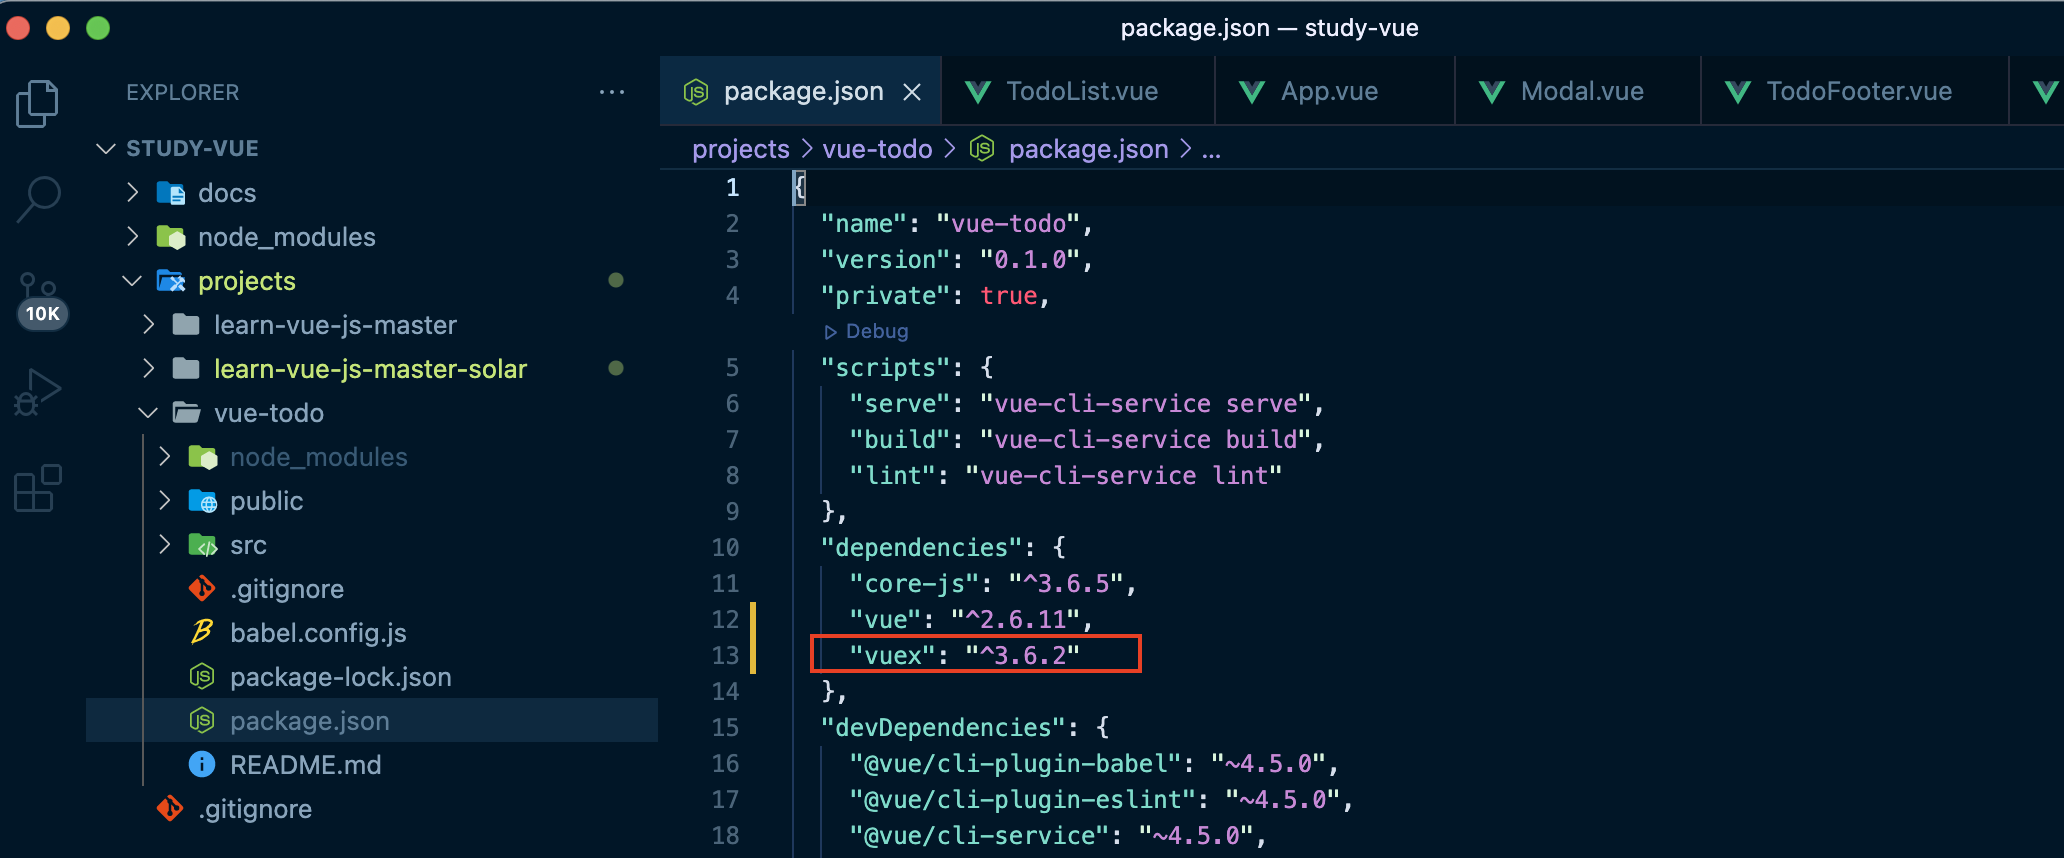 package.json — study-vue
EXPLORER
STUDY-VUE
docs
node_modules
projects
10K
learn-vue-js-master
learn-vue-js-master-solar
vue-todo
node_modules
public
src
.gitignore
babel.config.js
package-lock.json
package.json
README.md
.gitignore
package.json TodoList.vue App.vue Modal.vue TodoFooter.vue
projects > vue-todo > package.json > ...
1 {
2 "name": "vue-todo",
3 "version": "0.1.0",
4 "private": true,
Debug
5 "scripts": {
6 "serve": "vue-cli-service serve",
7 "build": "vue-cli-service build",
8 "lint": "vue-cli-service lint"
9 },
10 "dependencies": {
11 "core-js": "^3.6.5",
12 "vue": "^2.6.11",
13 "vuex": "^3.6.2"
14 },
15 "devDependencies": {
16 "@vue/cli-plugin-babel": "~4.5.0",
17 "@vue/cli-plugin-eslint": "~4.5.0",
18 "@vue/cli-service": "~4.5.0",